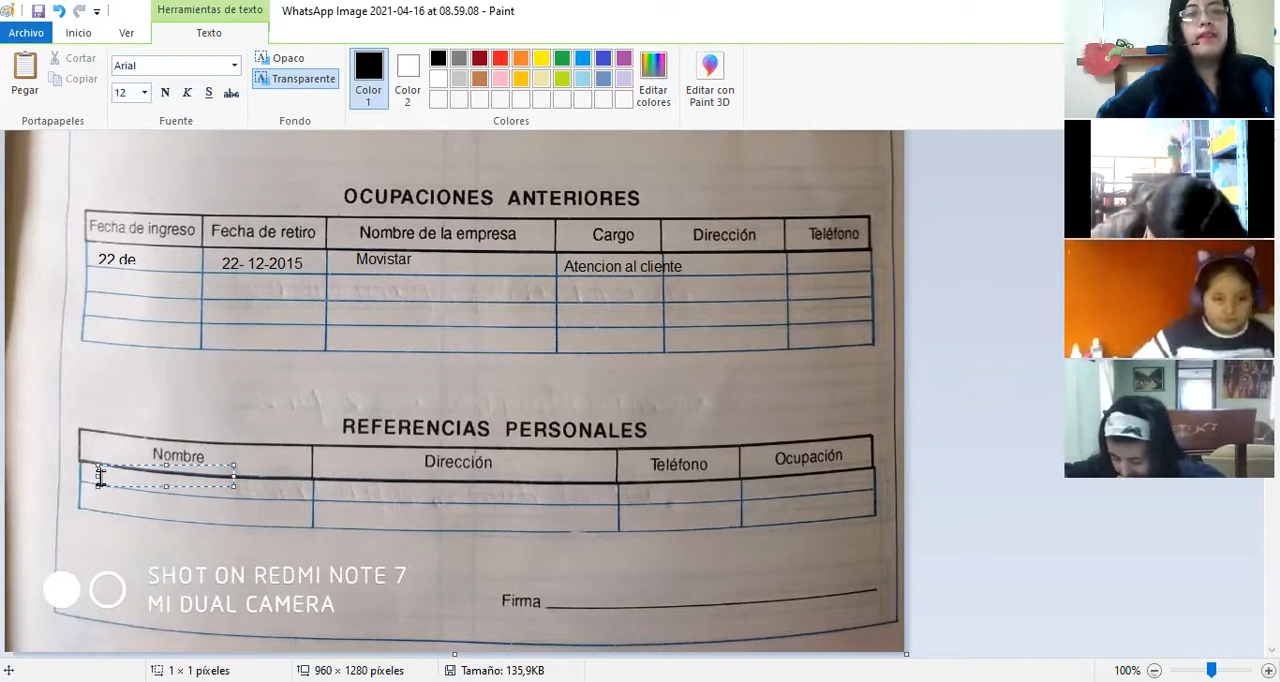 Herramientas de texto
WhatsApp Image 2021-04-16 at 08.59.08 - Paint
Archivo
Inicio
Ver
Texto
Pegar
Cortar
Copiar
Portapapeles
Arial
12
N K S abc
Fuente
Opaco
Transparente
Fondo
Color 1
Color 2
Editar colores
Colores
Editar con Paint 3D
OCUPACIONES ANTERIORES
Fecha de ingreso Fecha de retiro Nombre de la empresa Cargo Dirección Teléfono
22 de 22- 12-2015 Movistar Atencion al cliente
REFERENCIAS PERSONALES
Nombre Dirección Teléfono Ocupación
SHOT ON REDMI NOTE 7
MI DUAL CAMERA
Firma
1 × 1 píxeles
960 × 1280 píxeles
Tamaño: 135,9KB
100%